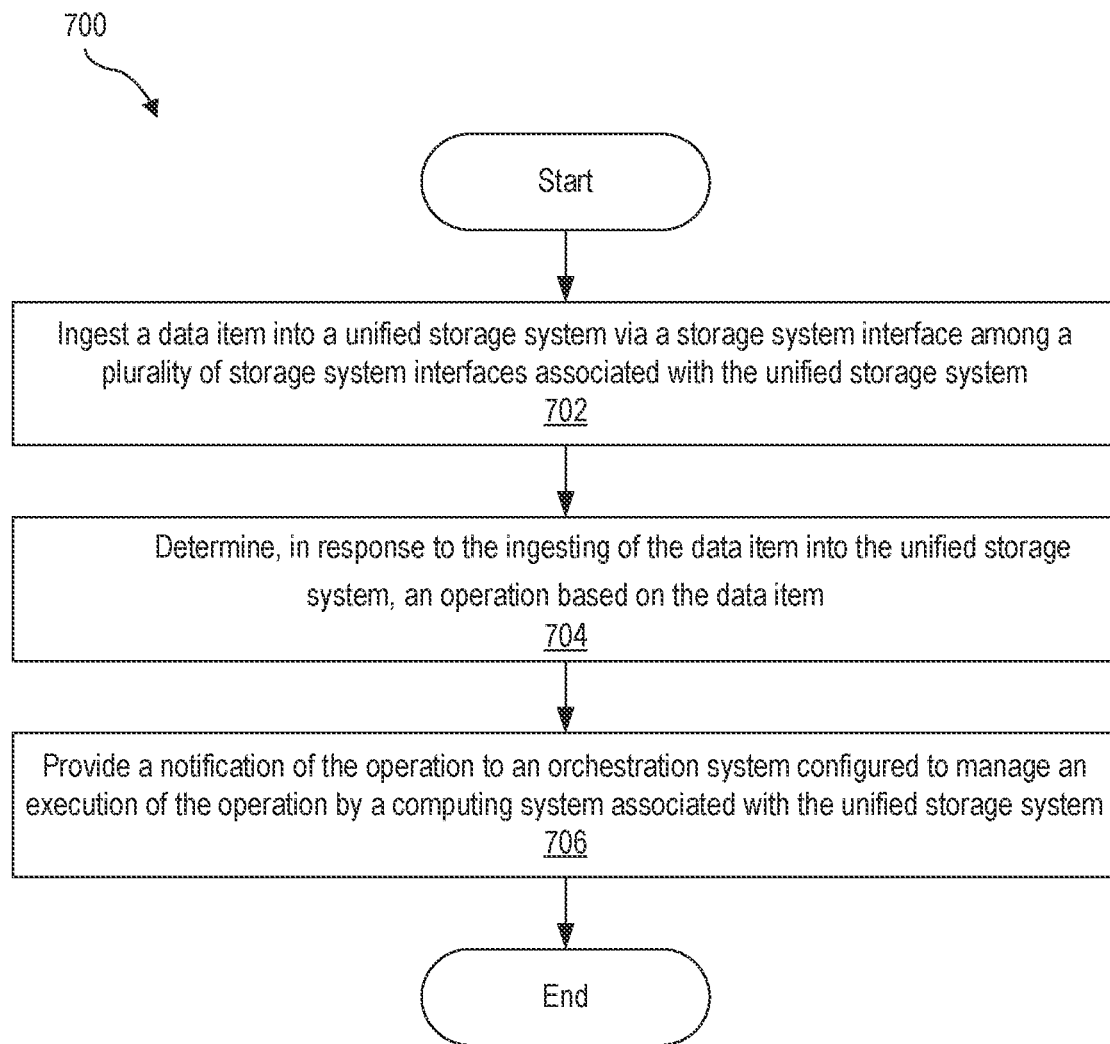 700
Start
Ingest a data item into a unified storage system via a storage system interface among a
plurality of storage system interfaces associated with the unified storage system
702
Determine, in response to the ingesting of the data item into the unified storage
system, an operation based on the data item
704
Provide a notification of the operation to an orchestration system configured to manage an
execution of the operation by a computing system associated with the unified storage system
706
End